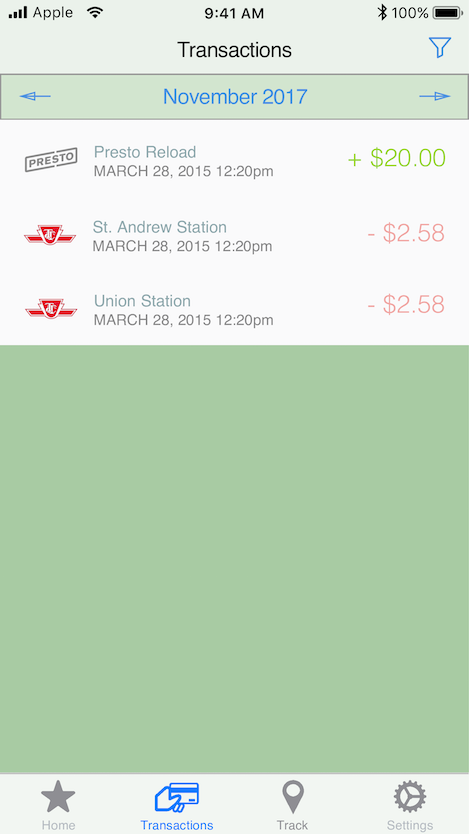 Apple 9:41 AM 100%
Transactions
November 2017
PRESTO
Presto Reload
MARCH 28, 2015 12:20pm
+ $20.00
St. Andrew Station
MARCH 28, 2015 12:20pm
- $2.58
Union Station
MARCH 28, 2015 12:20pm
- $2.58
Home Transactions Track Settings